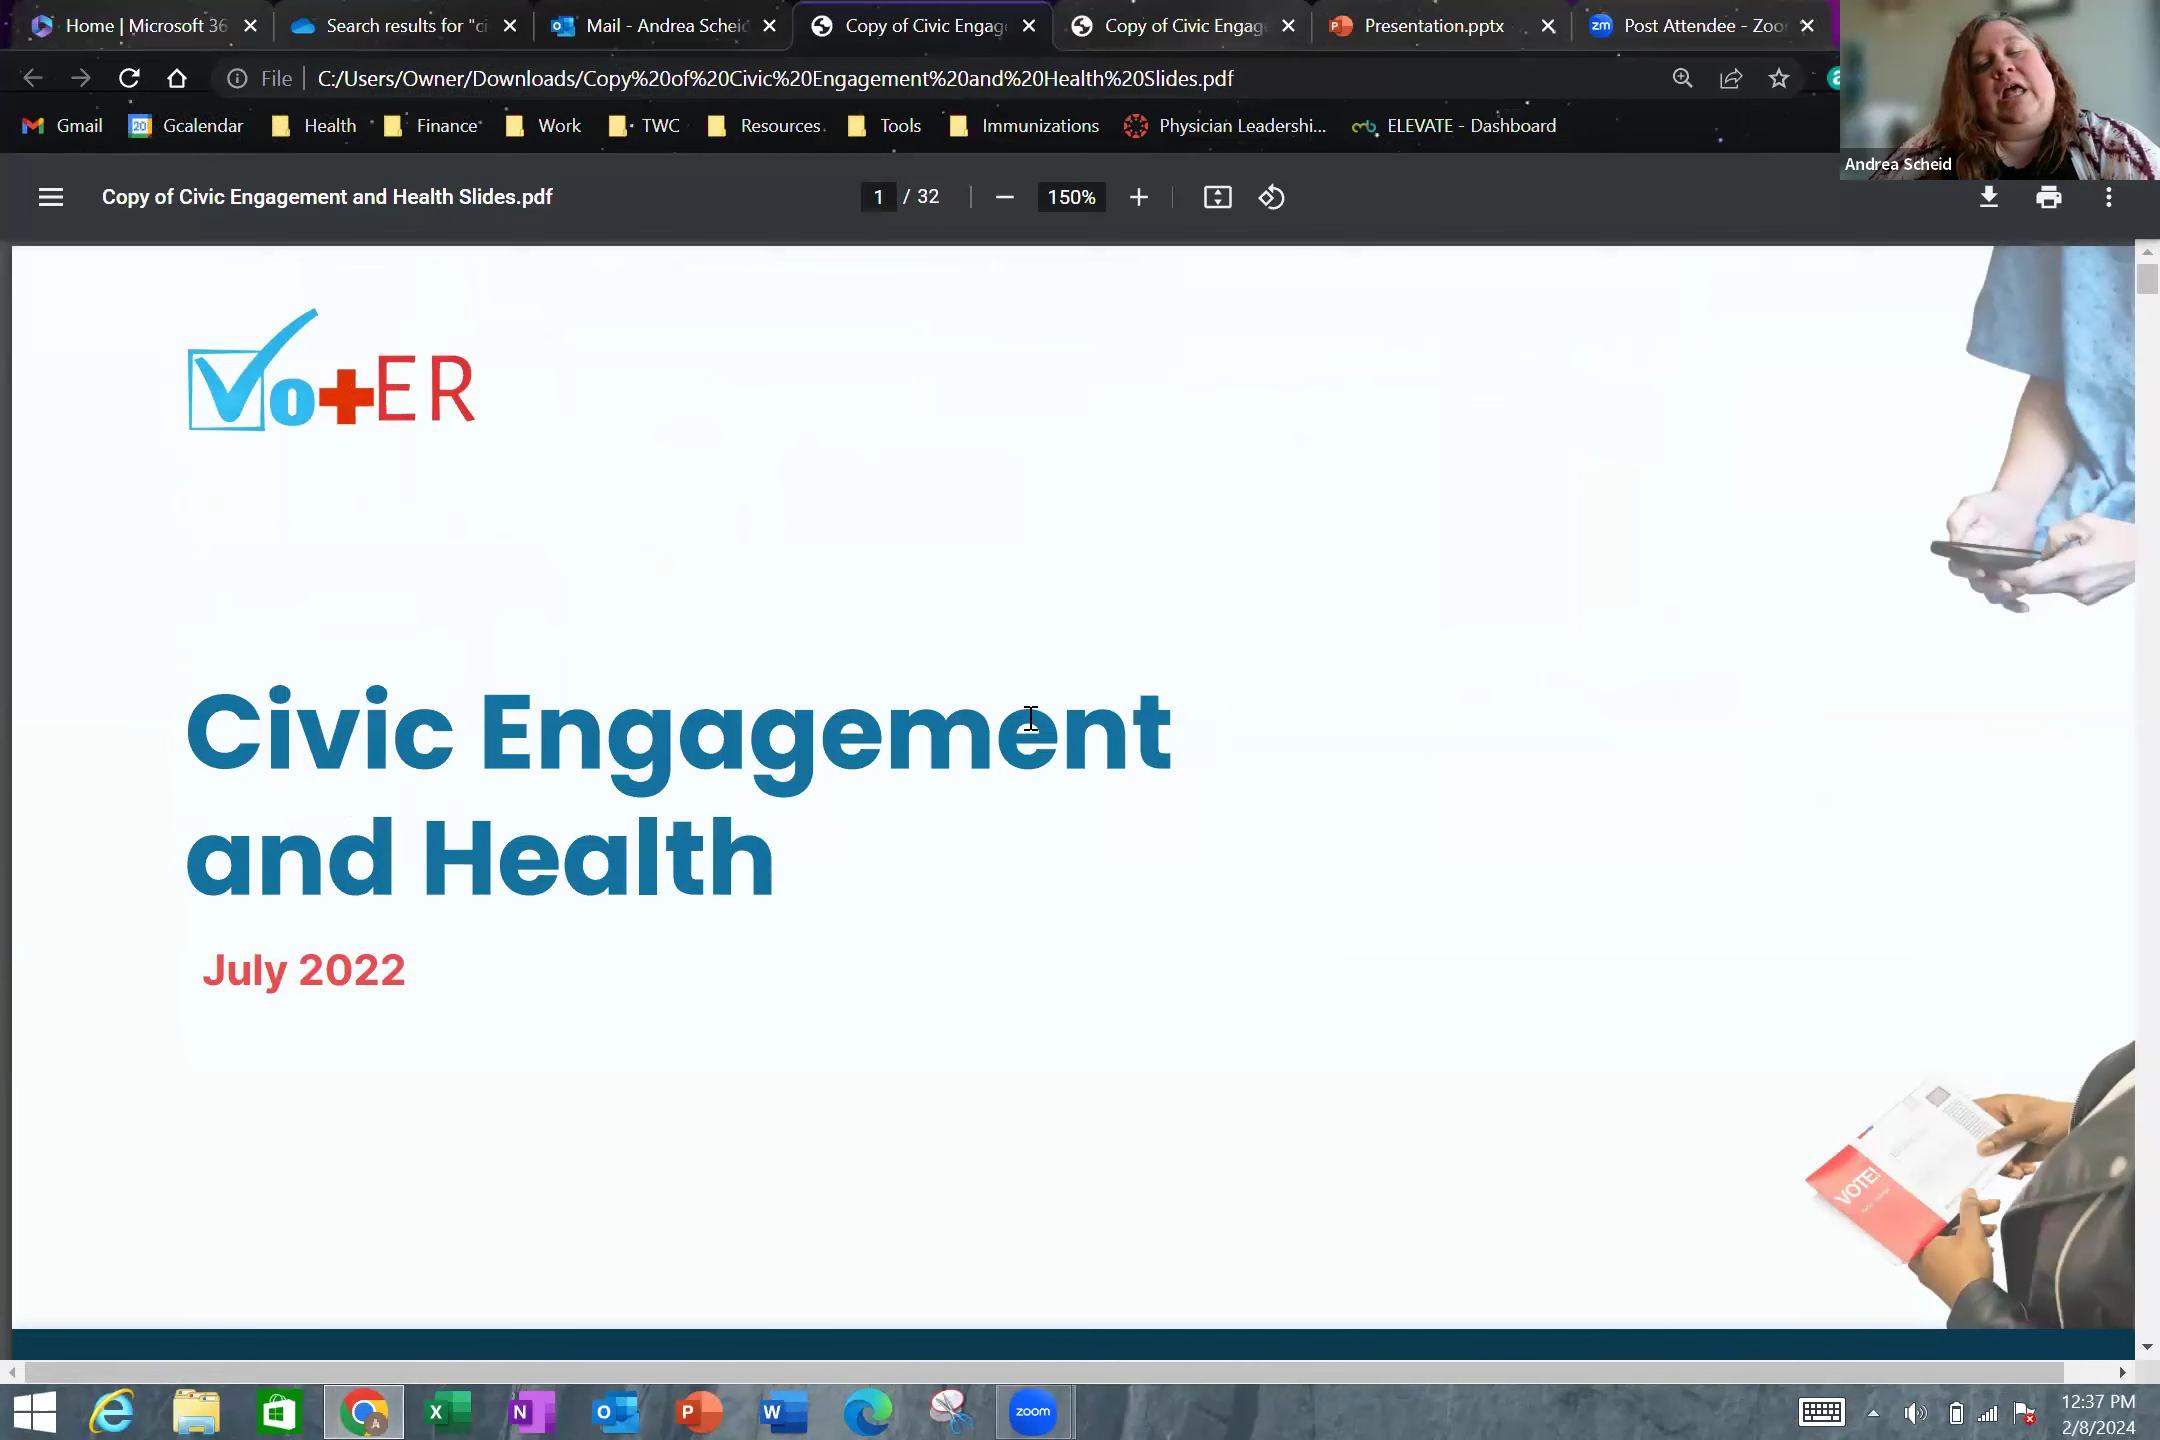 Home | Microsoft 36
Search results for "ci
Mail - Andrea Scheid
Copy of Civic Engag
Copy of Civic Engag
Presentation.pptx
Post Attendee - Zoo
File
C:/Users/Owner/Downloads/Copy%20of%20Civic%20Engagement%20and%20Health%20Slides.pdf
Gmail
Gcalendar
Health
Finance
Work
TWC
Resources
Tools
Immunizations
Physician Leadershi...
ELEVATE - Dashboard
Andrea Scheid
Copy of Civic Engagement and Health Slides.pdf
1 / 32
150%
VotER
Civic Engagement
and Health
July 2022
VOTE!
zoom
12:37 PM
2/8/2024